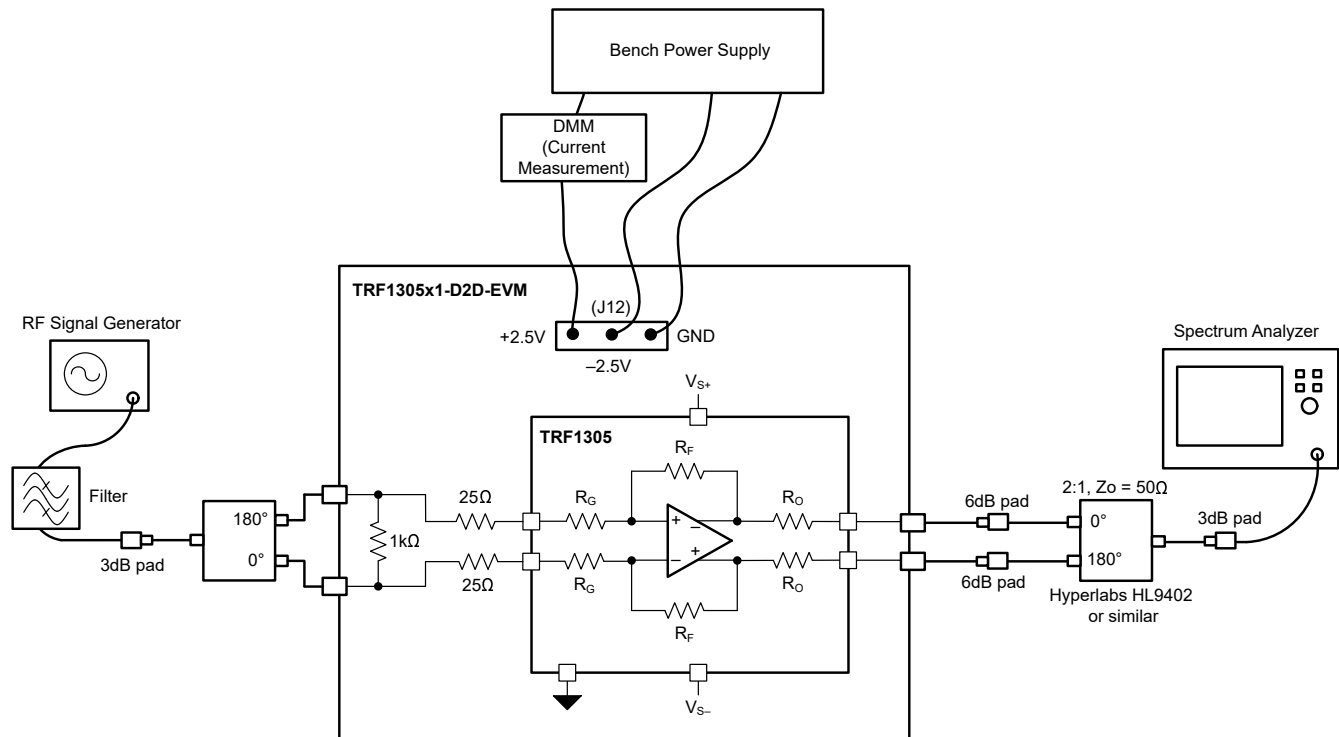 Bench Power Supply
DMM
(Current
Measurement)
TRF1305x1-D2D-EVM
(J12)
+2.5V
GND
–2.5V
RF Signal Generator
Spectrum Analyzer
VS+
TRF1305
RF
Filter
180°
0°
3dB pad
1kΩ
25Ω
25Ω
RG
RG
+
–
–
+
RO
RO
RF
6dB pad
6dB pad
2:1, Zo = 50Ω
0°
180°
3dB pad
Hyperlabs HL9402
or similar
VS–